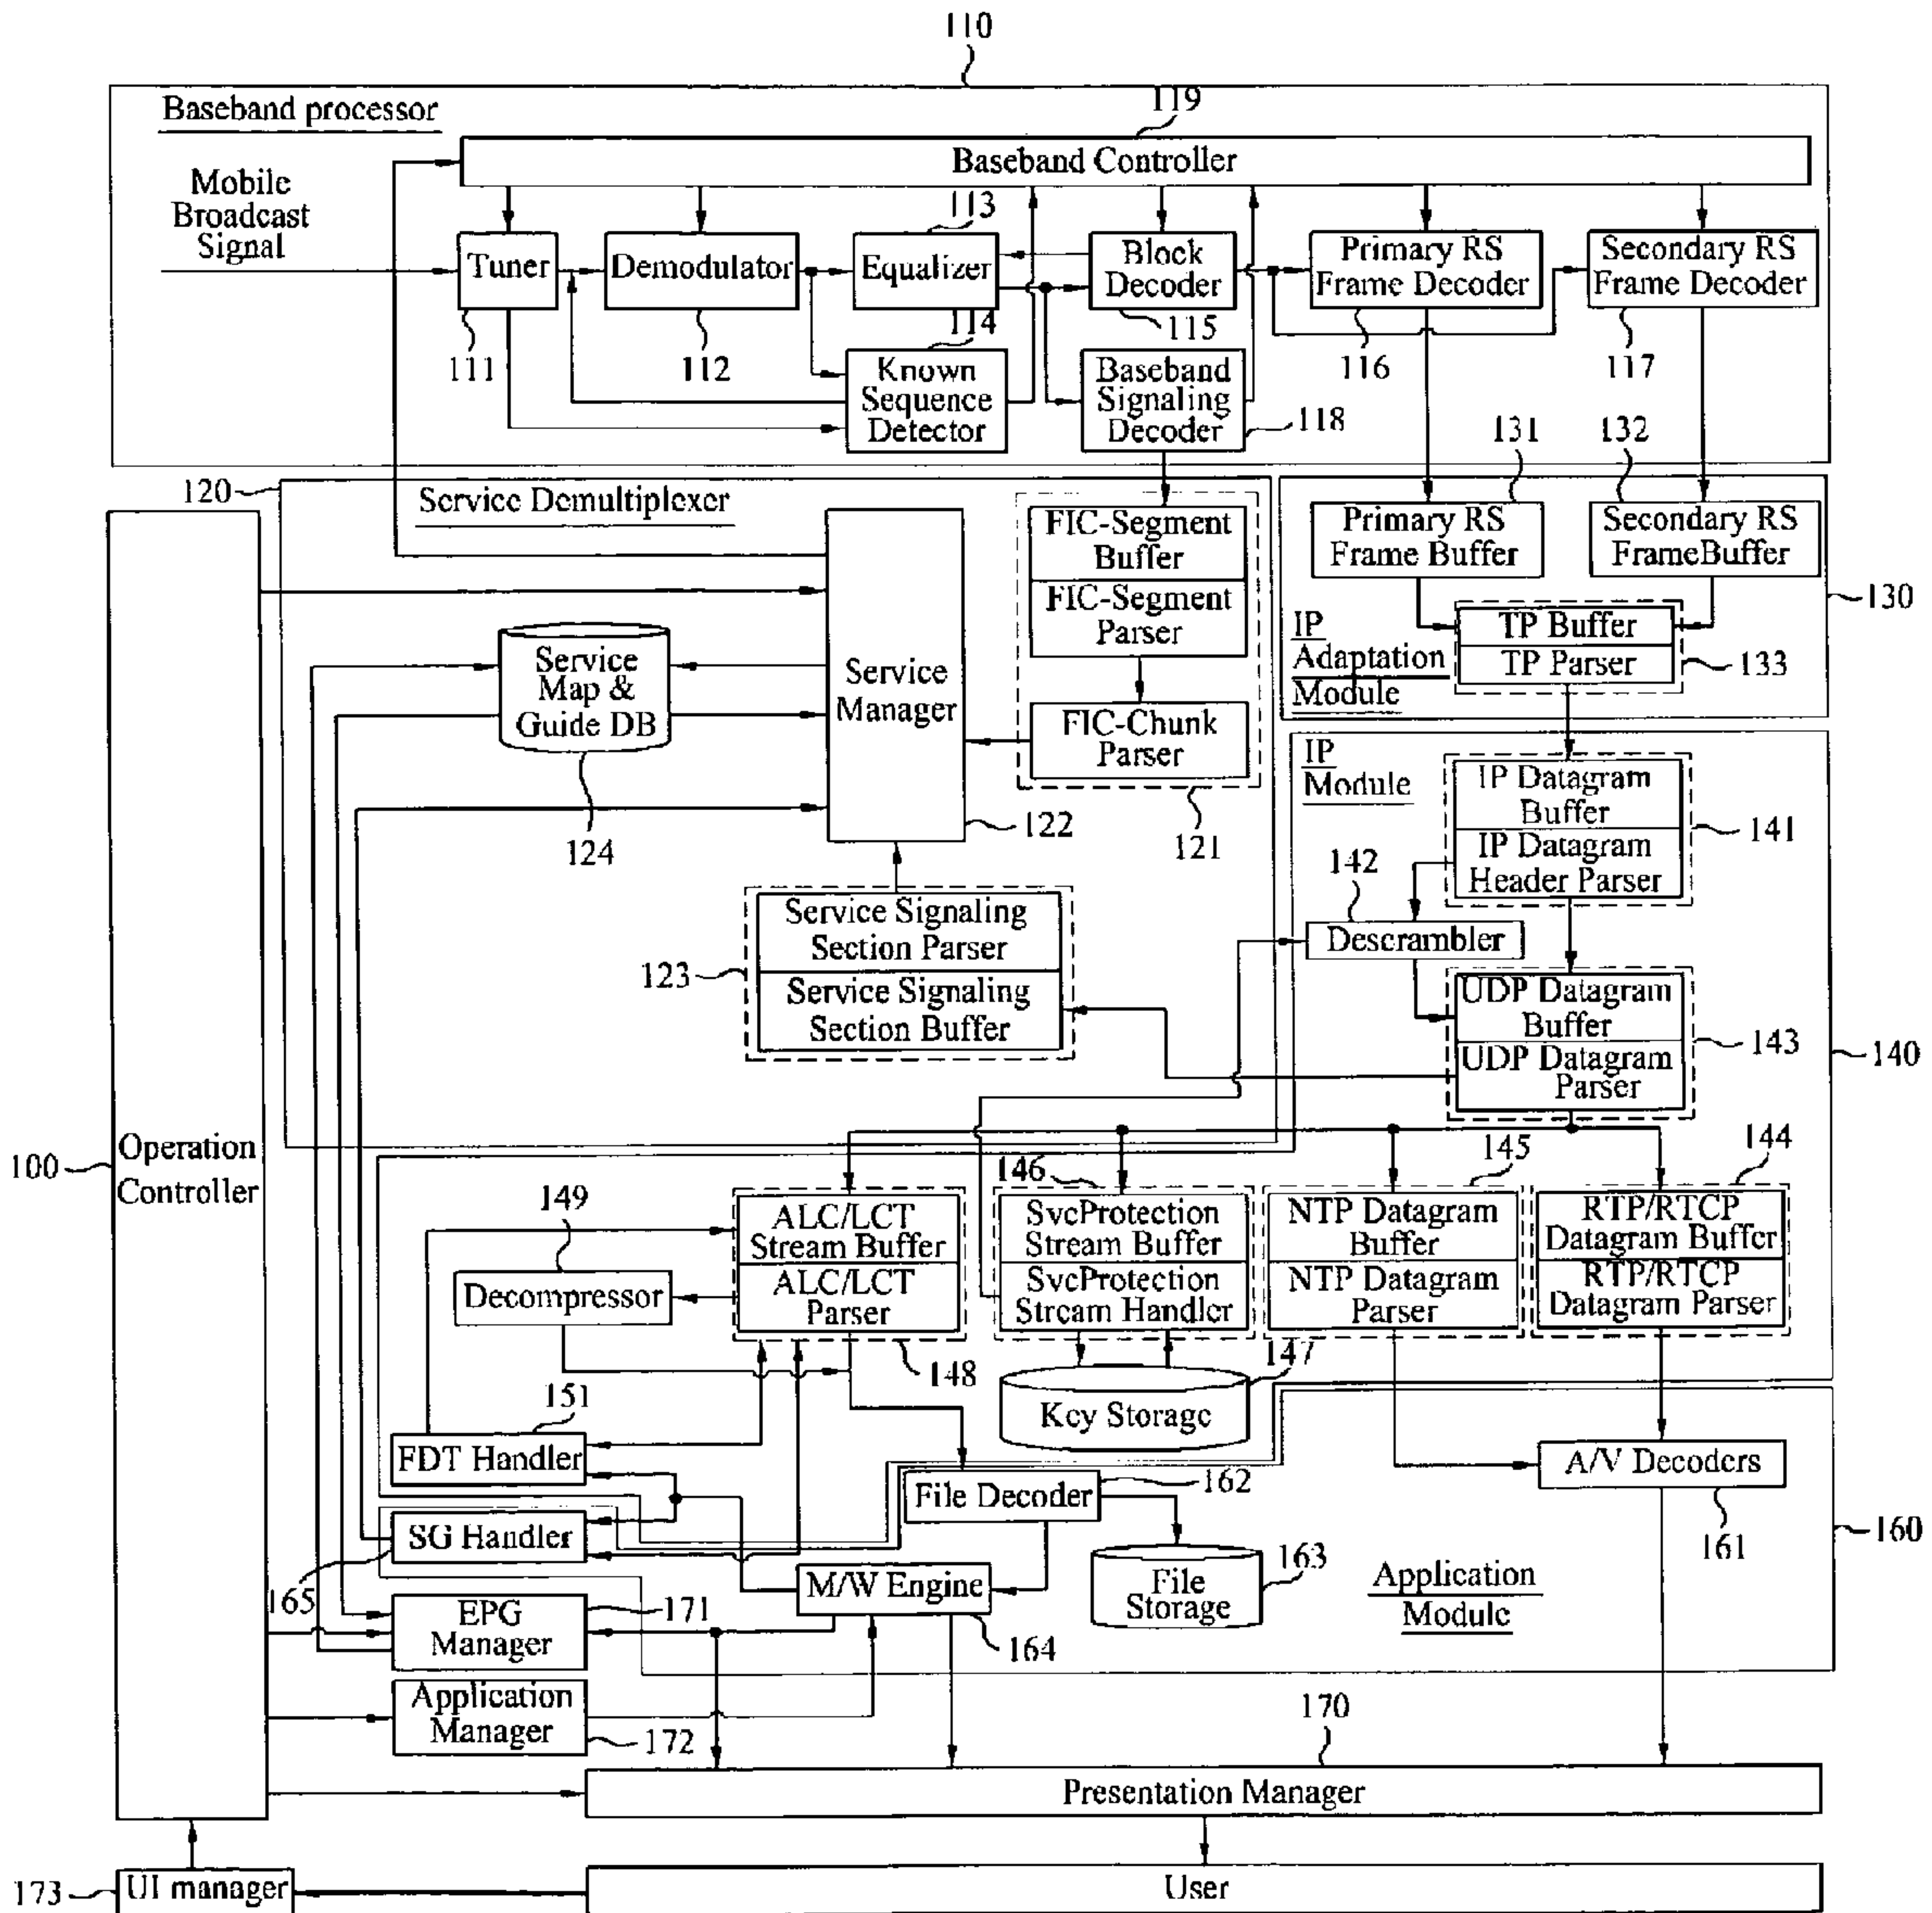 110
Baseband processor
119
Baseband Controller
Mobile
Broadcast
Signal
113
Tuner
Demodulator
Equalizer
Block
Decoder
Primary RS
Frame Decoder
Secondary RS
Frame Decoder
111
112
114
115
116
117
Known
Sequence
Detector
Baseband
Signaling
Decoder
118
131
132
120
Service Demultiplexer
FIC-Segment
Buffer
FIC-Segment
Parser
FIC-Chunk
Parser
121
Primary RS
Frame Buffer
Secondary RS
FrameBuffer
130
TP Buffer
TP Parser
133
IP
Adaptation
Module
Service
Map &
Guide DB
124
Service
Manager
122
IP
Module
IP Datagram
Buffer
IP Datagram
Header Parser
141
142
Descrambler
Service Signaling
Section Parser
Service Signaling
Section Buffer
123
UDP Datagram
Buffer
UDP Datagram
Parser
143
140
100
Operation
Controller
149
Decompressor
ALC/LCT
Stream Buffer
ALC/LCT
Parser
148
146
SvcProtection
Stream Buffer
SvcProtection
Stream Handler
145
NTP Datagram
Buffer
NTP Datagram
Parser
144
RTP/RTCP
Datagram Buffer
RTP/RTCP
Datagram Parser
147
Key Storage
151
FDT Handler
File Decoder
162
A/V Decoders
161
160
SG Handler
165
M/W Engine
164
File
Storage
163
Application
Module
EPG
Manager
171
Application
Manager
172
170
Presentation Manager
173
UI manager
User